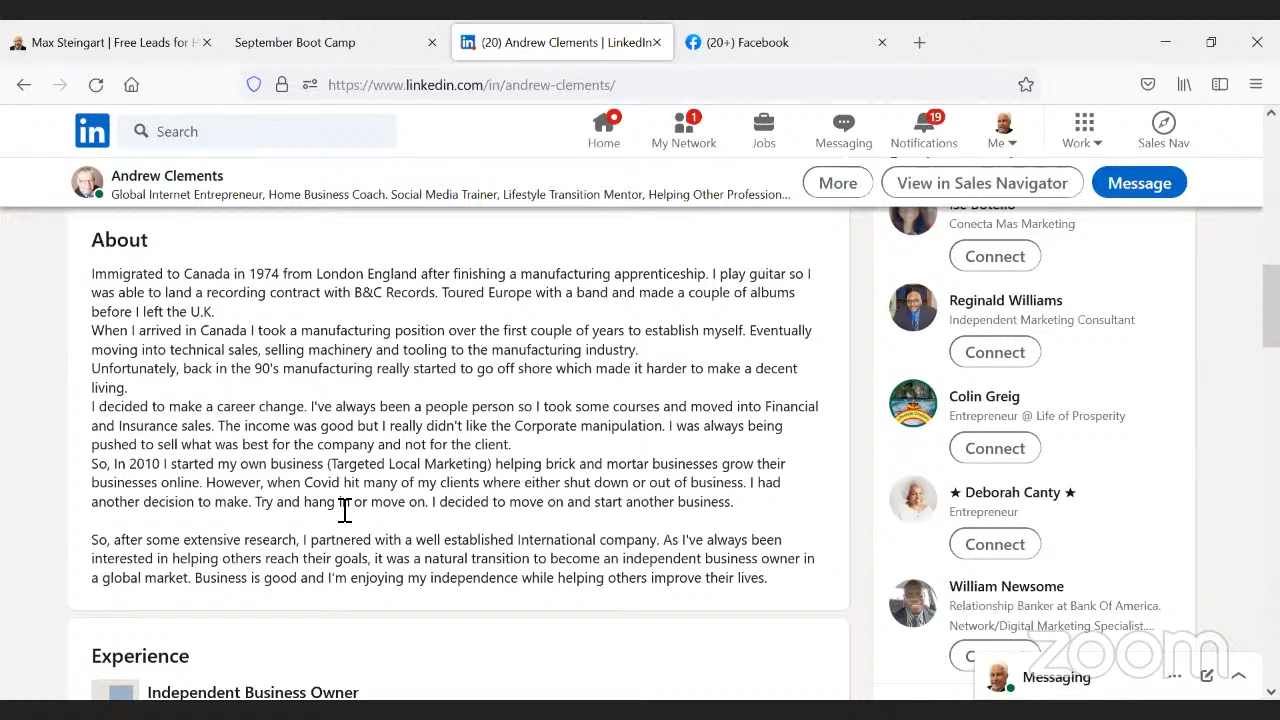 Max Steingart | Free Leads for H
September Boot Camp
(20) Andrew Clements | LinkedIn
(20+) Facebook
https://www.linkedin.com/in/andrew-clements/
in
Search
Home
1
My Network
Jobs
Messaging
19
Notifications
Me
Work
Sales Nav
Andrew Clements
Global Internet Entrepreneur, Home Business Coach. Social Media Trainer, Lifestyle Transition Mentor, Helping Other Profession...
More
View in Sales Navigator
Message
About
Immigrated to Canada in 1974 from London England after finishing a manufacturing apprenticeship. I play guitar so I
was able to land a recording contract with B&C Records. Toured Europe with a band and made a couple of albums
before I left the U.K.
When I arrived in Canada I took a manufacturing position over the first couple of years to establish myself. Eventually
moving into technical sales, selling machinery and tooling to the manufacturing industry.
Unfortunately, back in the 90's manufacturing really started to go off shore which made it harder to make a decent
living.
I decided to make a career change. I've always been a people person so I took some courses and moved into Financial
and Insurance sales. The income was good but I really didn't like the Corporate manipulation. I was always being
pushed to sell what was best for the company and not for the client.
So, In 2010 I started my own business (Targeted Local Marketing) helping brick and mortar businesses grow their
businesses online. However, when Covid hit many of my clients where either shut down or out of business. I had
another decision to make. Try and hang or move on. I decided to move on and start another business.
So, after some extensive research, I partnered with a well established International company. As I've always been
interested in helping others reach their goals, it was a natural transition to become an independent business owner in
a global market. Business is good and I'm enjoying my independence while helping others improve their lives.
Experience
Independent Business Owner
Conecta Mas Marketing
Connect
Reginald Williams
Independent Marketing Consultant
Connect
Colin Greig
Entrepreneur @ Life of Prosperity
Connect
★ Deborah Canty ★
Entrepreneur
Connect
William Newsome
Relationship Banker at Bank Of America.
Network/Digital Marketing Specialist....
zoom
Messaging